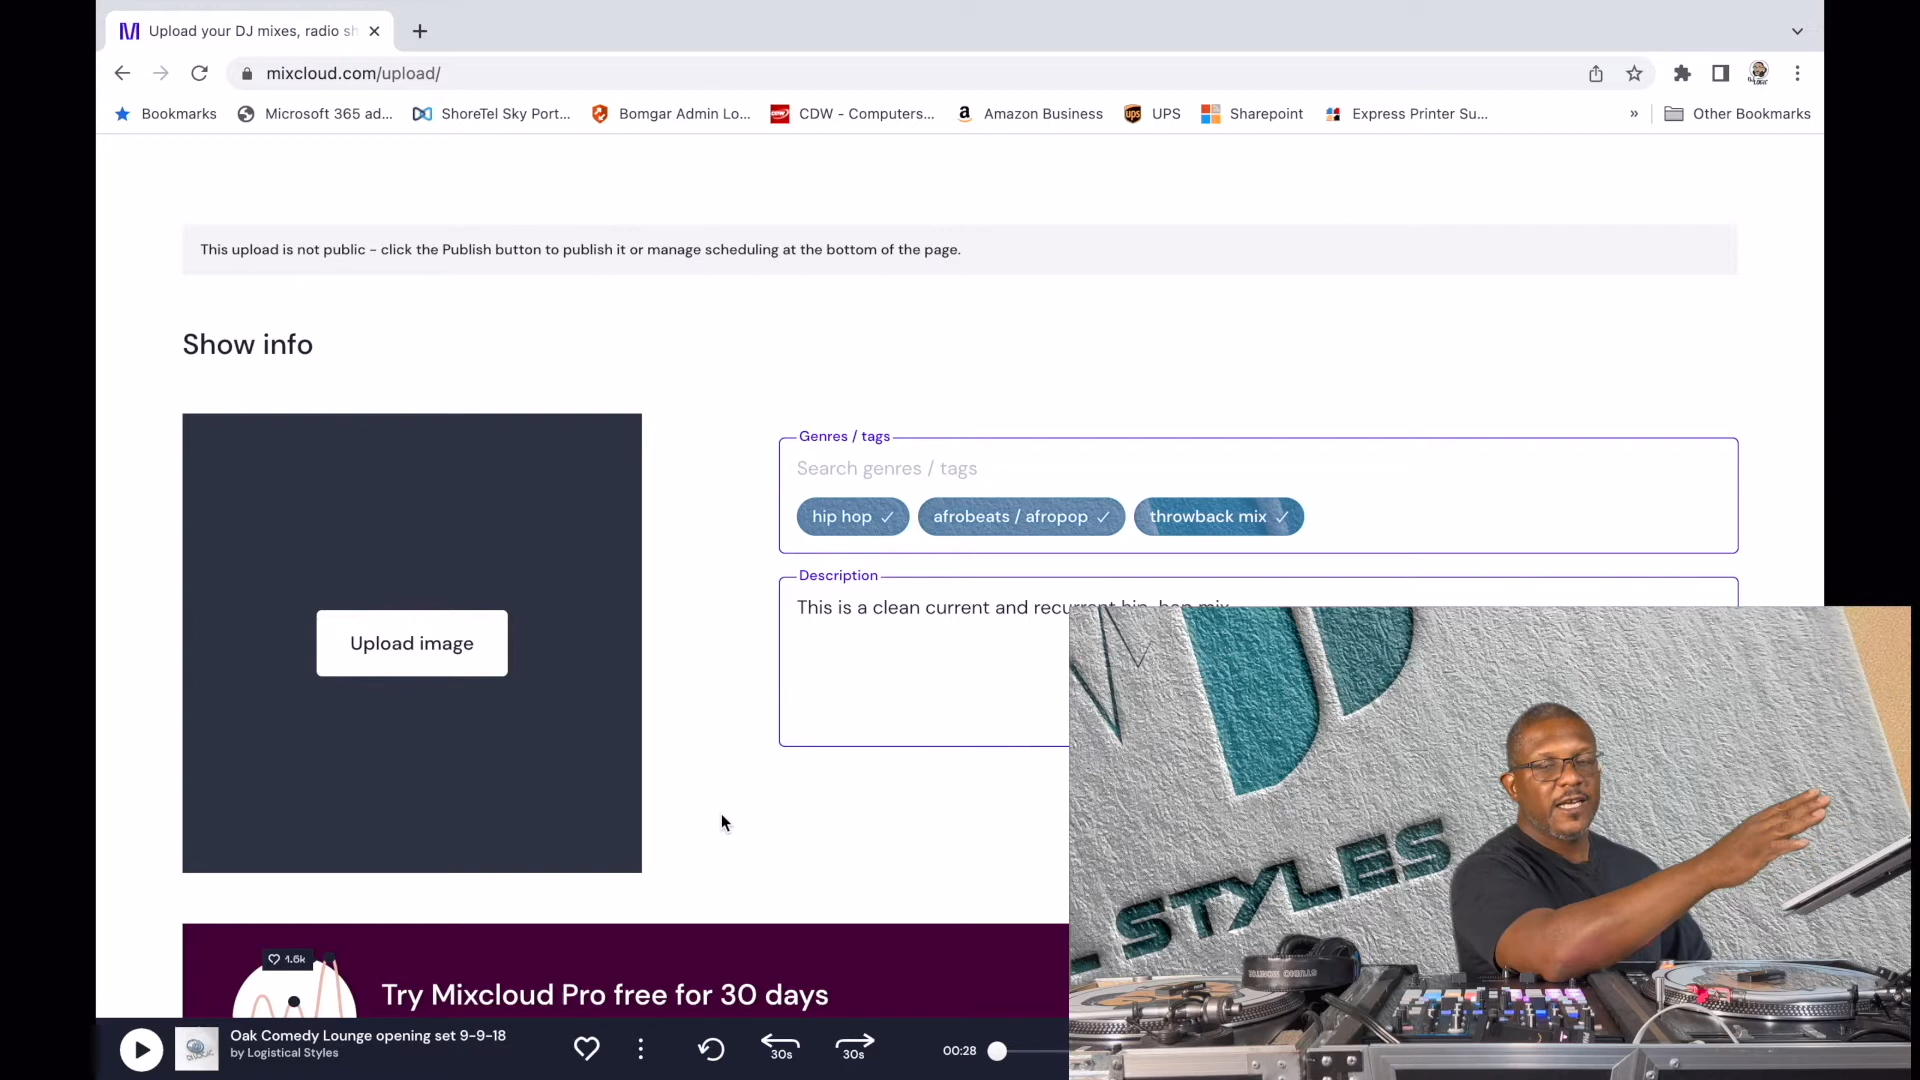 Upload your DJ mixes, radio sh
mixcloud.com/upload/
Bookmarks
Microsoft 365 ad...
ShoreTel Sky Port...
Bomgar Admin Lo...
CDW - Computers...
Amazon Business
UPS
Sharepoint
Express Printer Su...
» Other Bookmarks
This upload is not public - click the Publish button to publish it or manage scheduling at the bottom of the page.
Show info
Genres / tags
Search genres / tags
hip hop ✓
afrobeats / afropop ✓
throwback mix ✓
Description
This is a clean current and recurrent hip-hop mix
Upload image
STYLES
1.6k
Try Mixcloud Pro free for 30 days
Oak Comedy Lounge opening set 9-9-18
by Logistical Styles
30s
30s
00:28